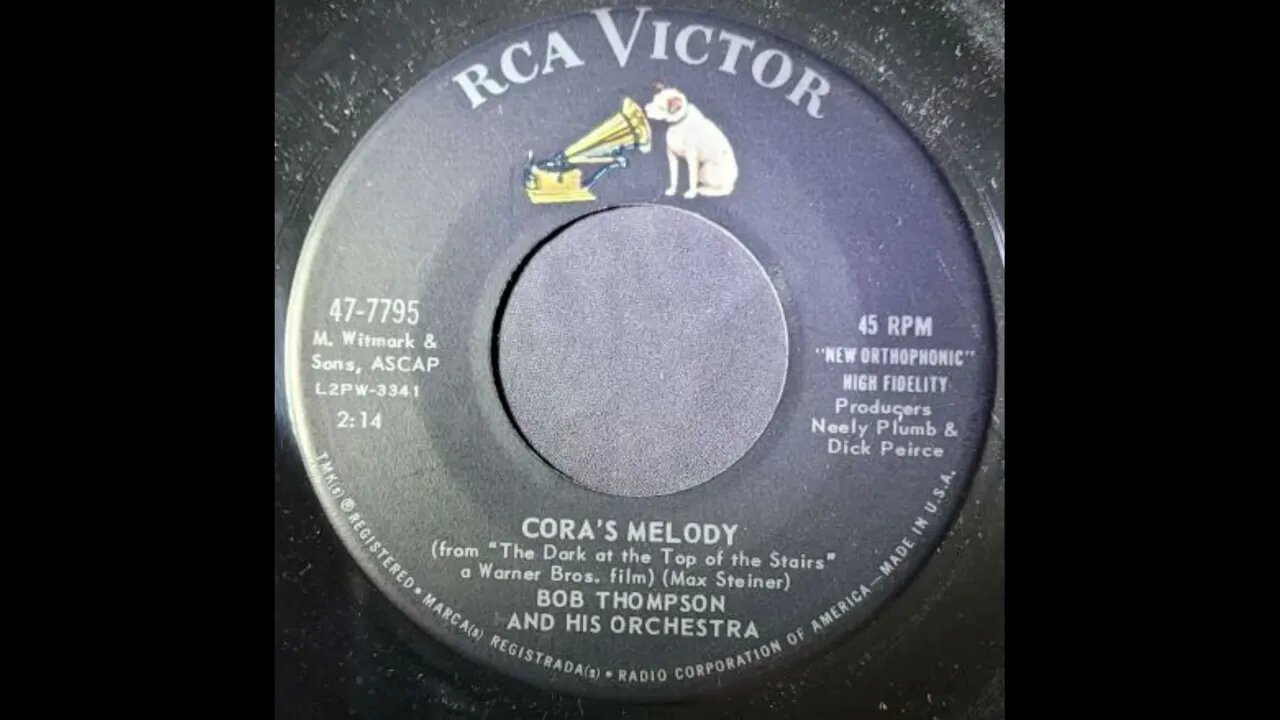 RCA VICTOR
47-7795
M. Witmark &
Sons, ASCAP
L2PW-3341
2:14
45 RPM
"NEW ORTHOPHONIC"
HIGH FIDELITY
Producers
Neely Plumb &
Dick Peirce
CORA'S MELODY
(from "The Dark at the Top of the Stairs"
a Warner Bros. film) (Max Steiner)
BOB THOMPSON
AND HIS ORCHESTRA
TMK(s) ® REGISTERED • MARCA(s) REGISTRADA(s) • RADIO CORPORATION OF AMERICA—MADE IN U.S.A.